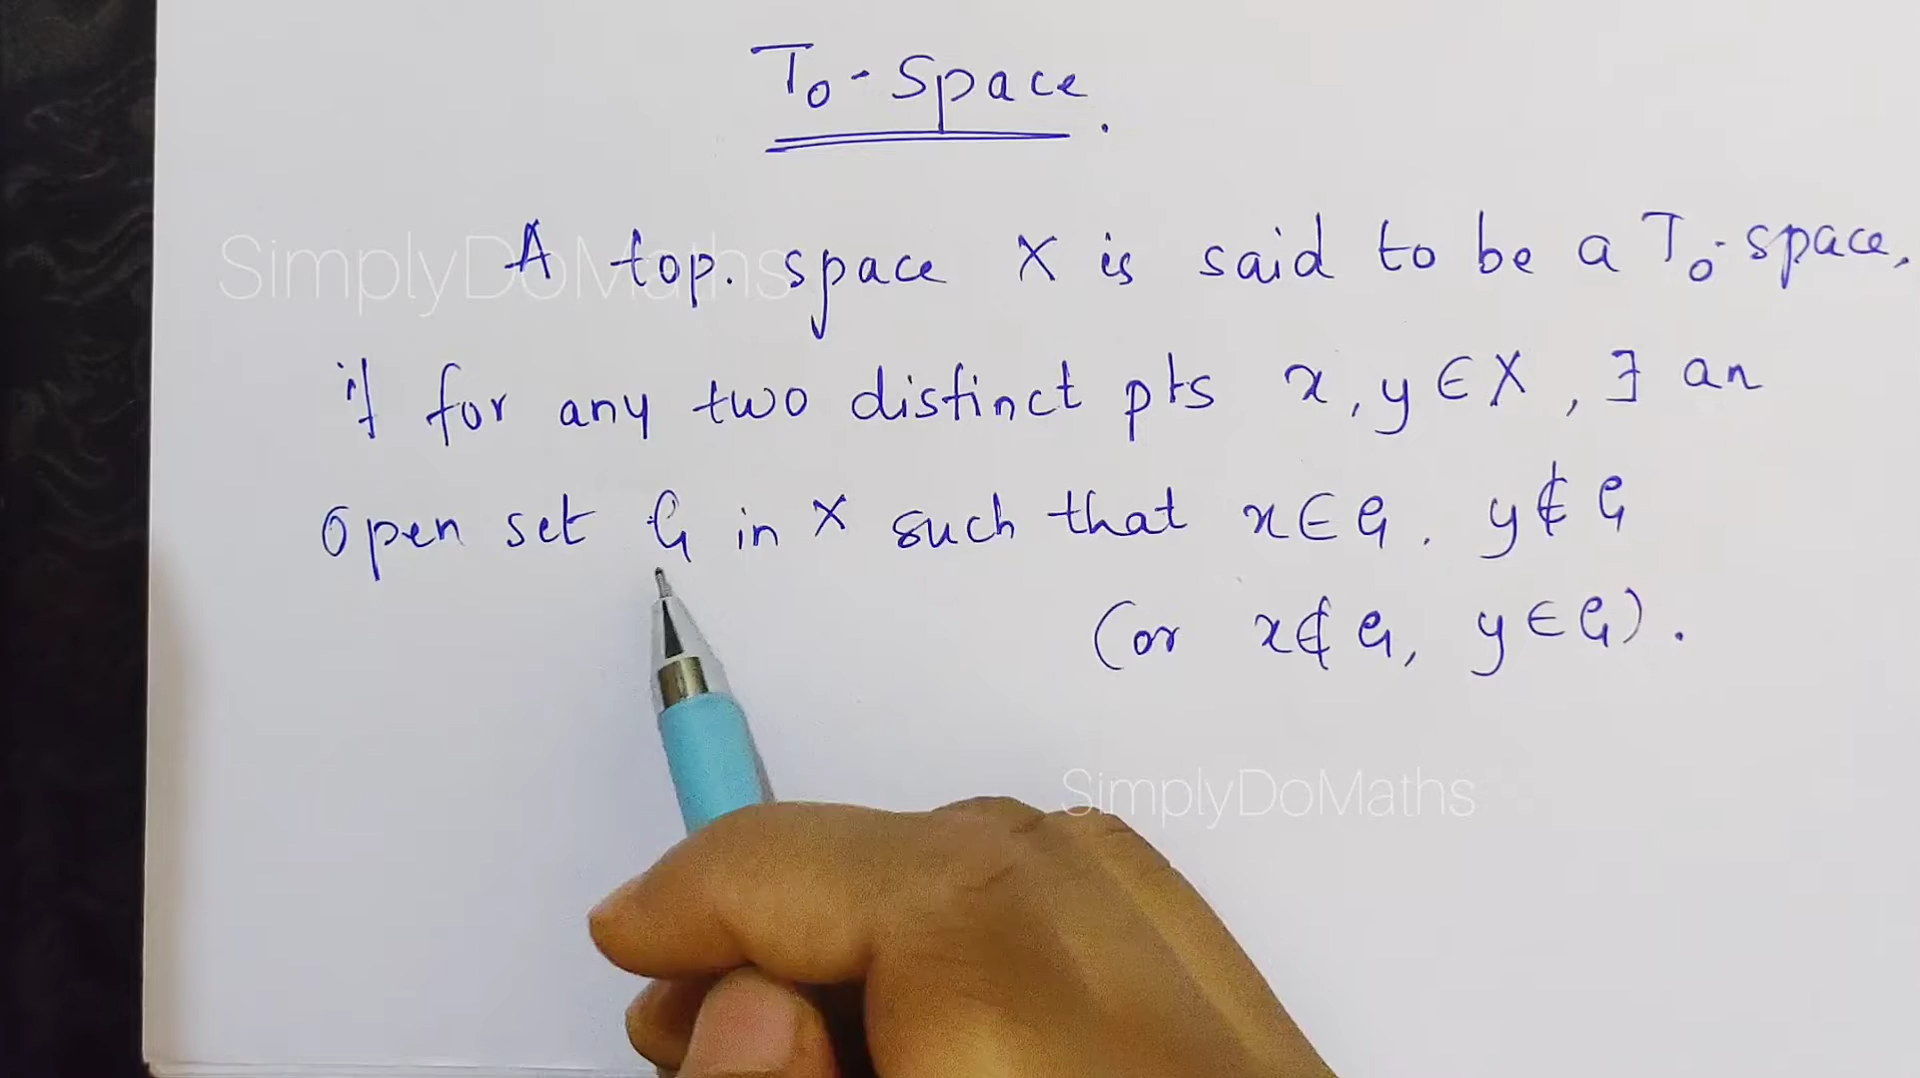 T₀-Space.
A top. space X is said to be a T₀-space,
if for any two distinct pts x, y ∈ X, ∃ an
open set G in X such that x ∈ G. y ∉ G
(or x ∉ G, y ∈ G).
SimplyDoMaths
SimplyDoMaths